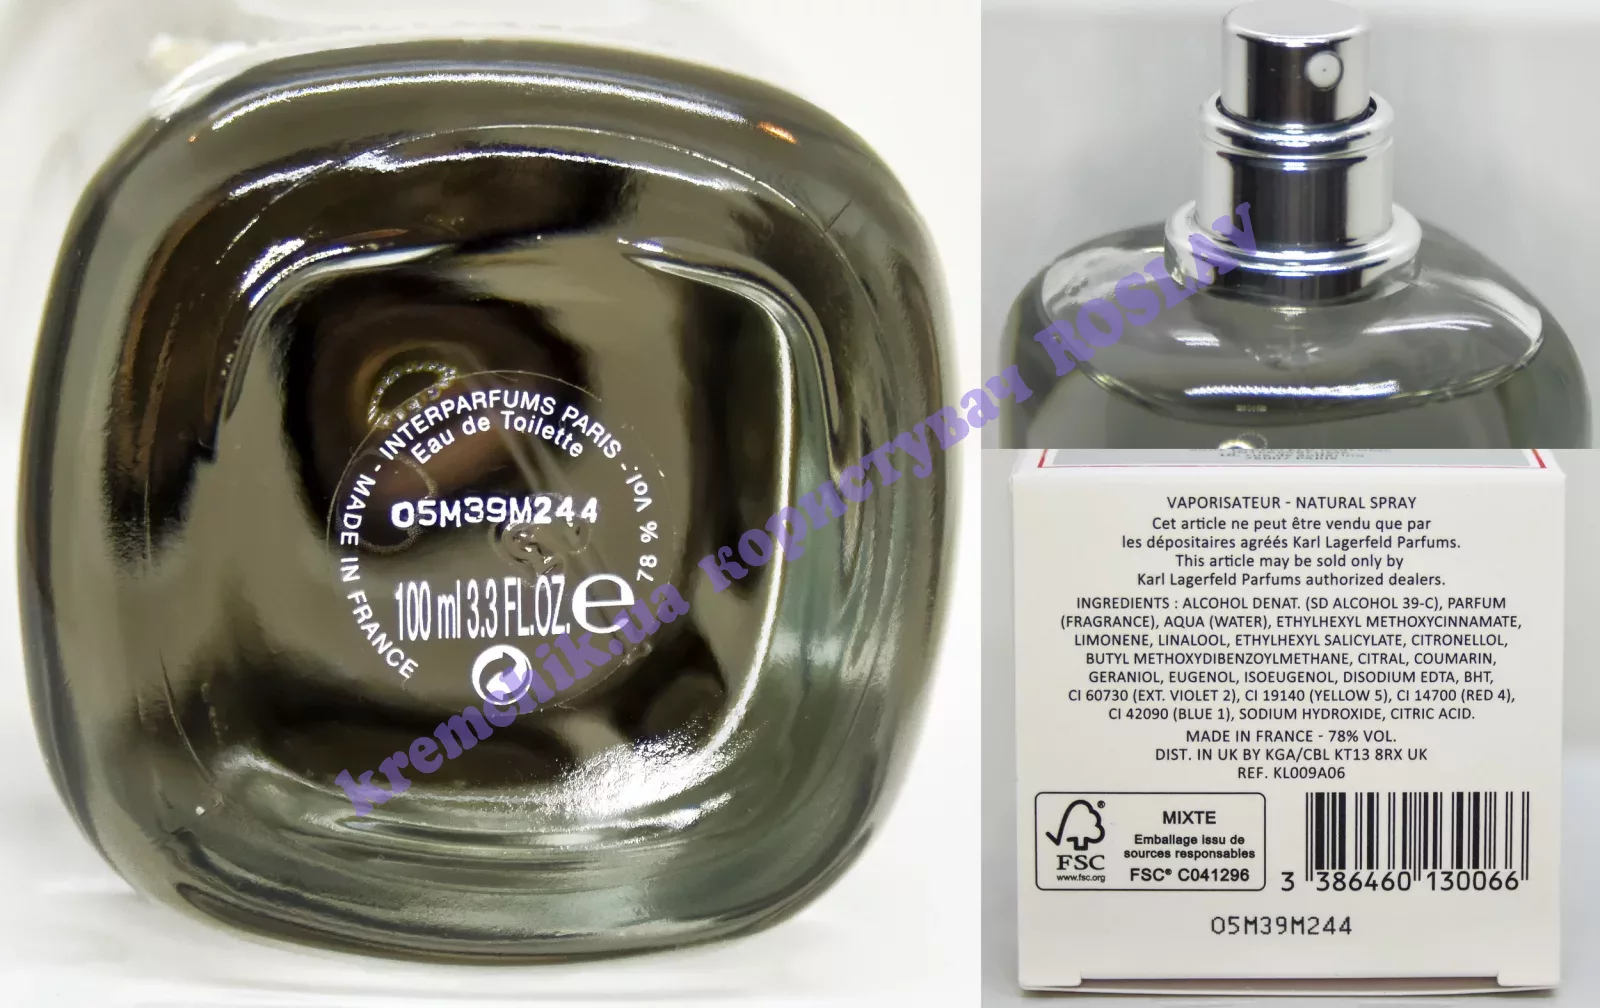 MADE IN FRANCE - INTERPARFUMS PARIS - 78 % vol.
Eau de Toilette
05M39M244
100 ml 3.3 FL.OZ. e
kremchik.ua користувач ROSLAV
VAPORISATEUR - NATURAL SPRAY
Cet article ne peut être vendu que par
les dépositaires agréés Karl Lagerfeld Parfums.
This article may be sold only by
Karl Lagerfeld Parfums authorized dealers.
INGREDIENTS : ALCOHOL DENAT. (SD ALCOHOL 39-C), PARFUM
(FRAGRANCE), AQUA (WATER), ETHYLHEXYL METHOXYCINNAMATE,
LIMONENE, LINALOOL, ETHYLHEXYL SALICYLATE, CITRONELLOL,
BUTYL METHOXYDIBENZOYLMETHANE, CITRAL, COUMARIN,
GERANIOL, EUGENOL, ISOEUGENOL, DISODIUM EDTA, BHT,
CI 60730 (EXT. VIOLET 2), CI 19140 (YELLOW 5), CI 14700 (RED 4),
CI 42090 (BLUE 1), SODIUM HYDROXIDE, CITRIC ACID.
MADE IN FRANCE - 78% VOL.
DIST. IN UK BY KGA/CBL KT13 8RX UK
REF. KL009A06
FSC
www.fsc.org
MIXTE
Emballage issu de
sources responsables
FSC® C041296
3 386460 130066
05M39M244